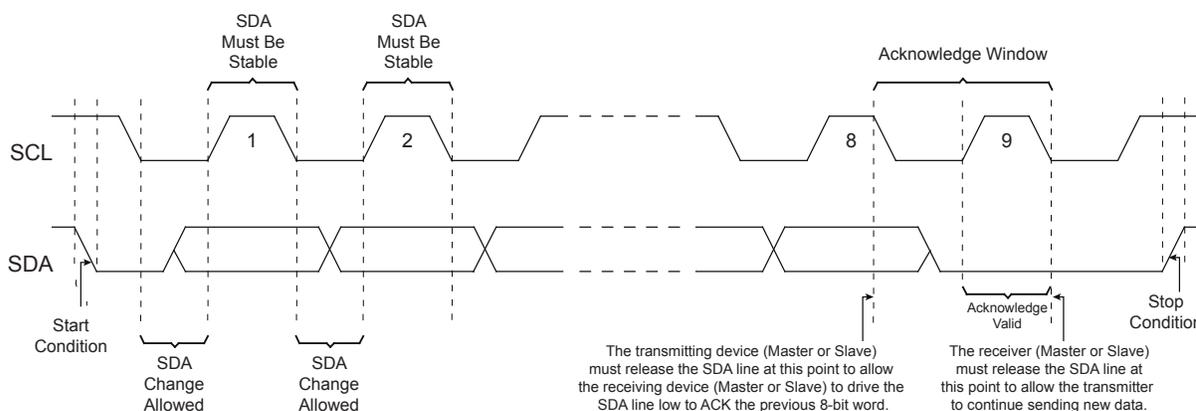 SDA
Must Be
Stable
SDA
Must Be
Stable
Acknowledge Window
SCL
1
2
8
9
SDA
Start
Condition
SDA
Change
Allowed
SDA
Change
Allowed
Acknowledge
Valid
Stop
Condition
The transmitting device (Master or Slave)
must release the SDA line at this point to allow
the receiving device (Master or Slave) to drive the
SDA line low to ACK the previous 8-bit word.
The receiver (Master or Slave)
must release the SDA line at
this point to allow the transmitter
to continue sending new data.